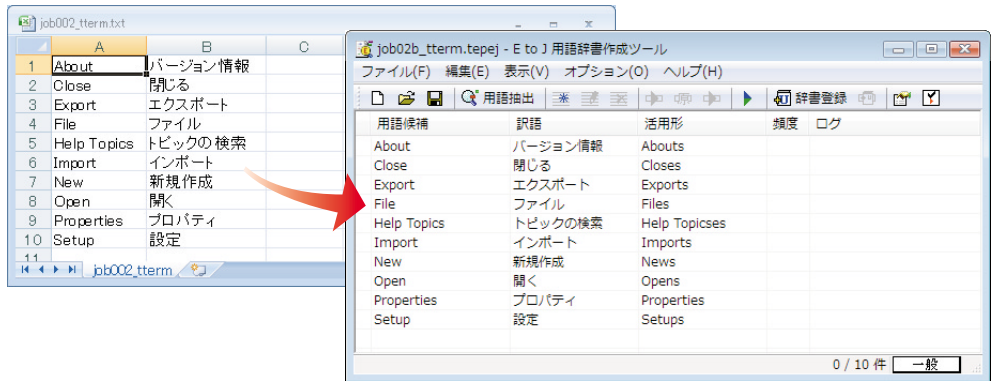 job002_tterm.txt
A B C
1 About バージョン情報
2 Close 閉じる
3 Export エクスポート
4 File ファイル
5 Help Topics トピックの検索
6 Import インポート
7 New 新規作成
8 Open 開く
9 Properties プロパティ
10 Setup 設定
11
job002_tterm
job02b_tterm.tepej - E to J 用語辞書作成ツール
ファイル(F) 編集(E) 表示(V) オプション(O) ヘルプ(H)
用語抽出 辞書登録
用語候補 訳語 活用形 頻度 ログ
About バージョン情報 Abouts
Close 閉じる Closes
Export エクスポート Exports
File ファイル Files
Help Topics トピックの検索 Help Topicses
Import インポート Imports
New 新規作成 News
Open 開く Opens
Properties プロパティ Properties
Setup 設定 Setups
0 / 10 件 一般